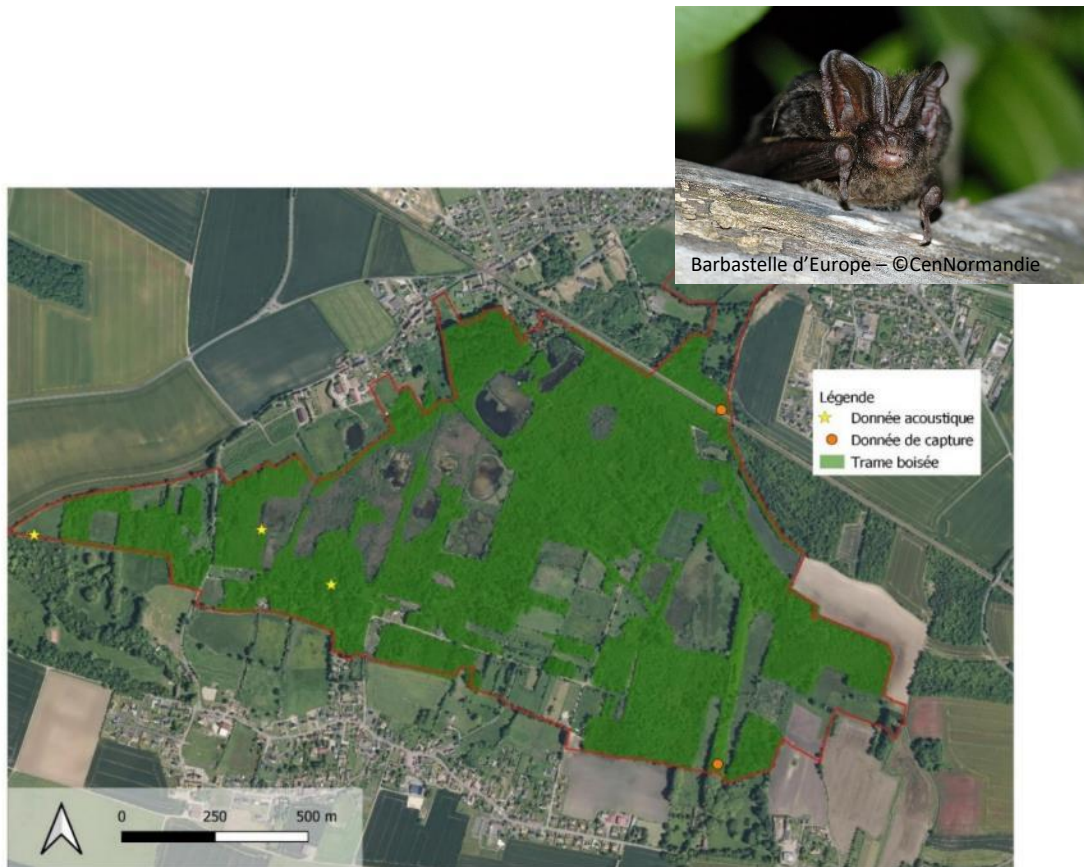 Barbastelle d’Europe – ©CenNormandie
Légende
Donnée acoustique
Donnée de capture
Trame boisée
0 250 500 m